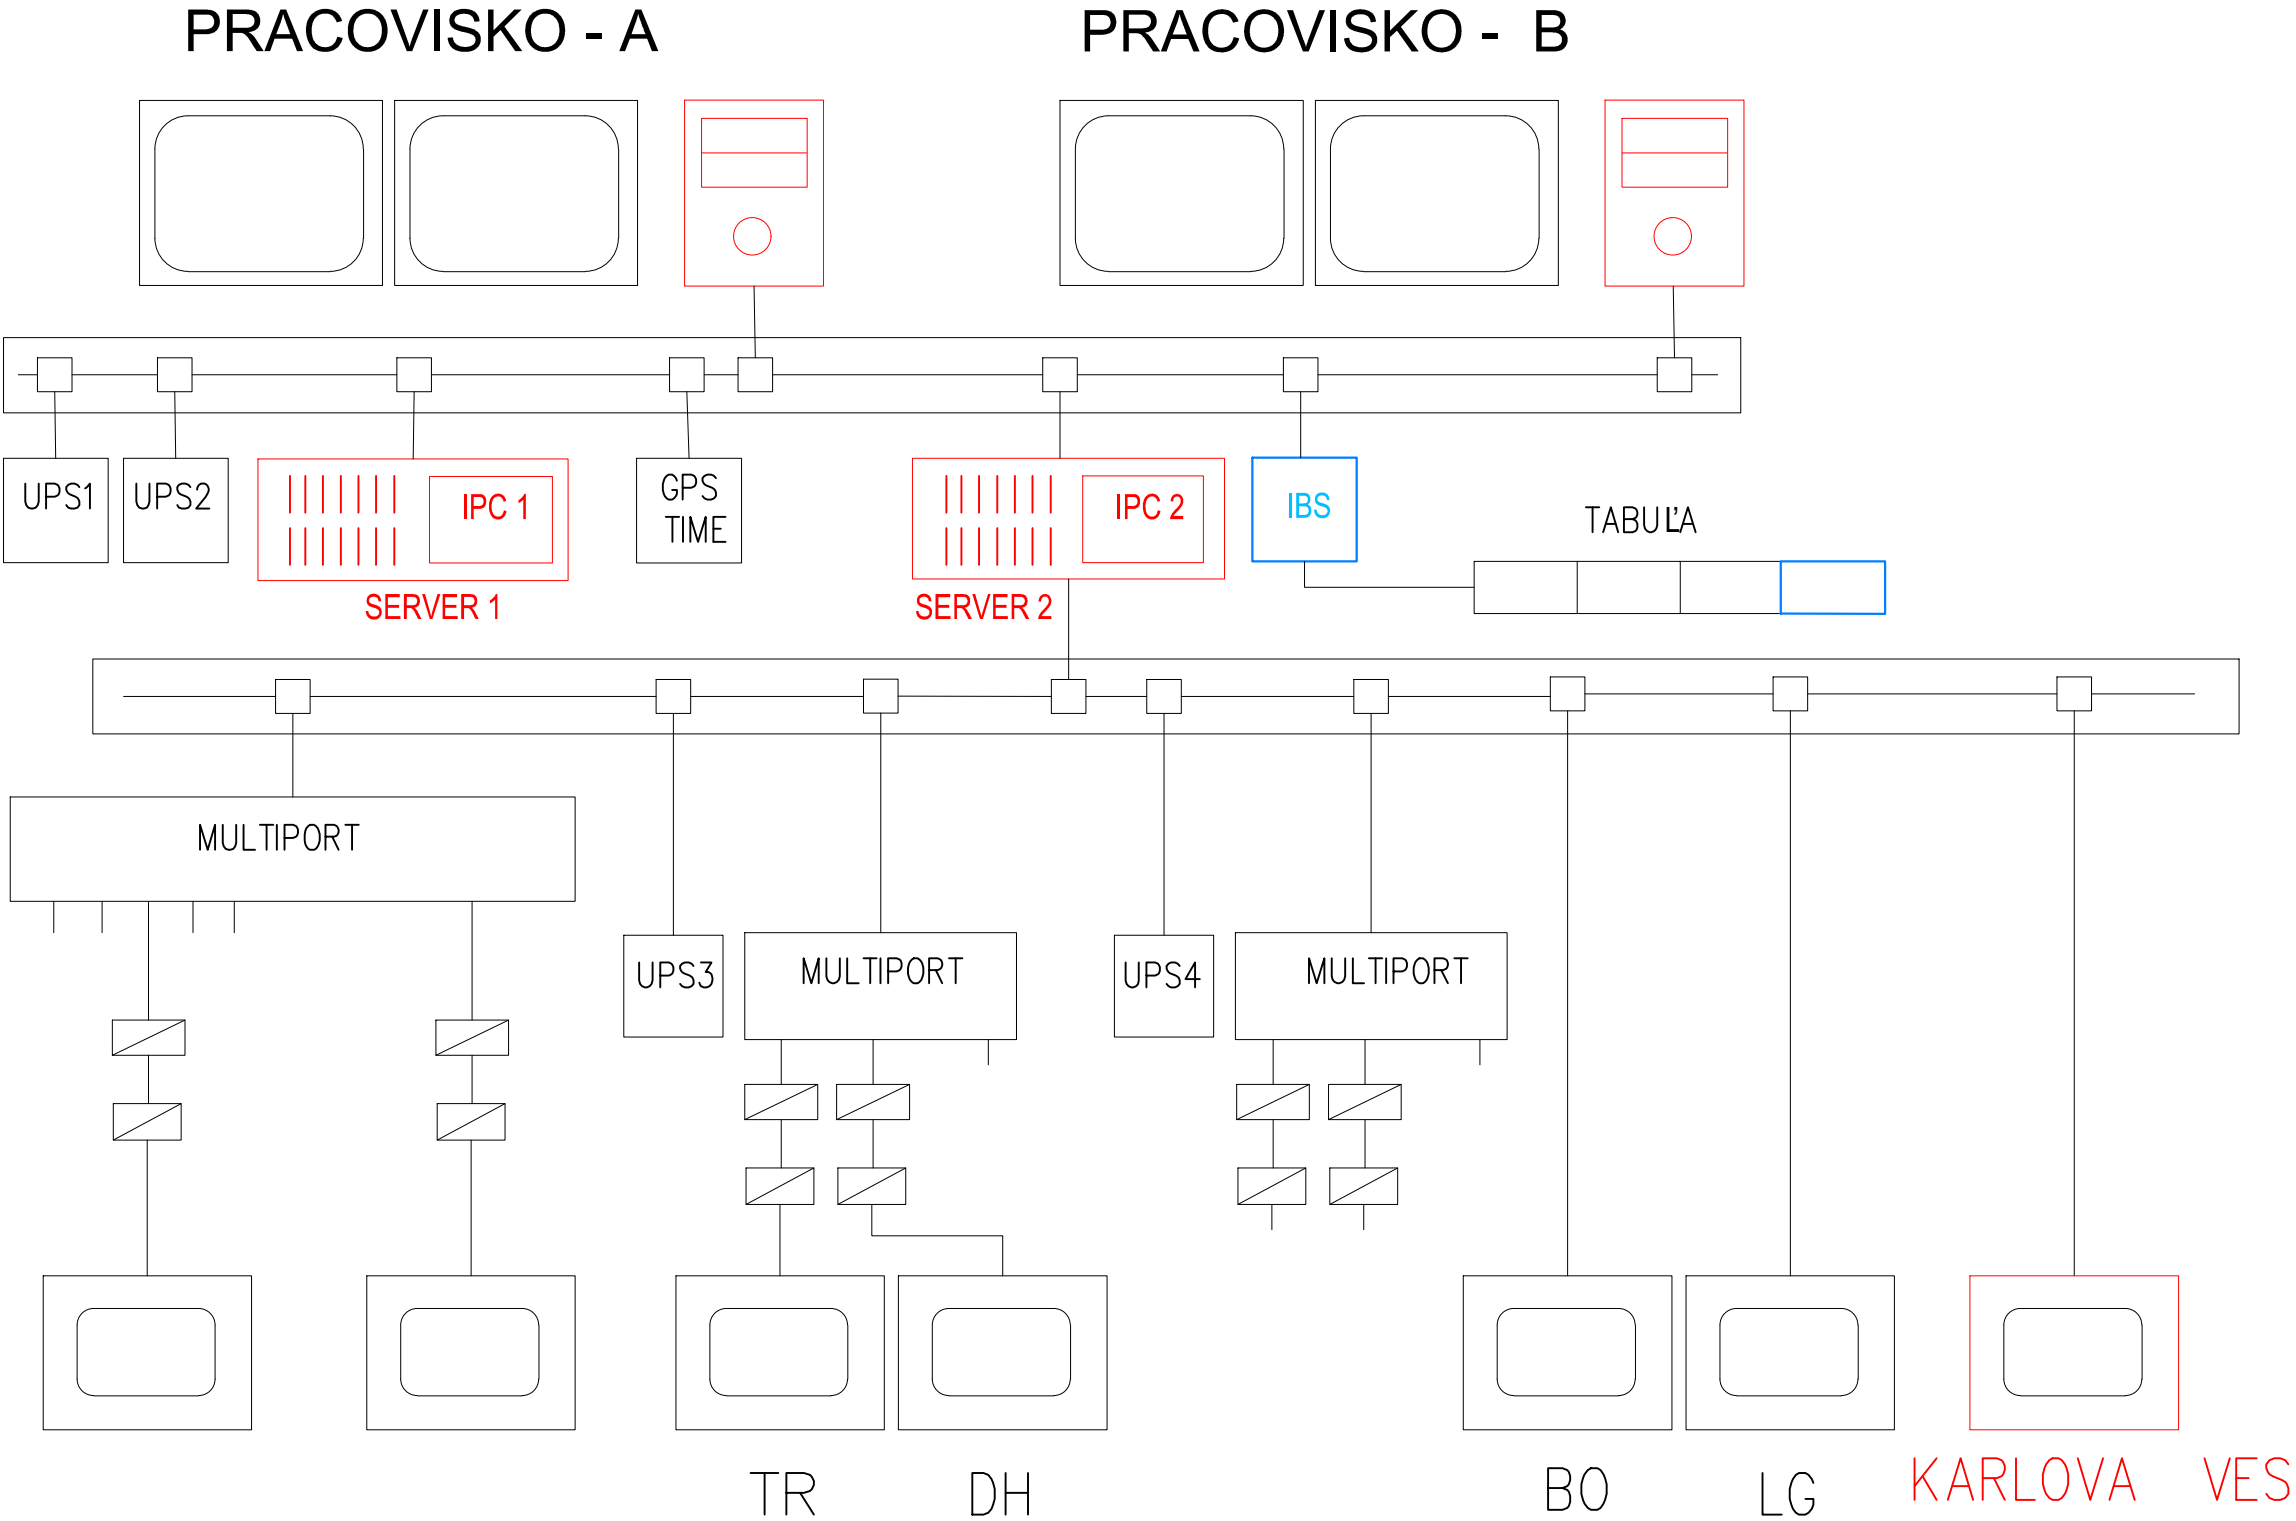 PRACOVISKO - A
PRACOVISKO - B
UPS1
UPS2
IPC 1
SERVER 1
GPS
TIME
IPC 2
SERVER 2
IBS
TABUĽA
MULTIPORT
UPS3
MULTIPORT
UPS4
MULTIPORT
TR
DH
BO
LG
KARLOVA VES